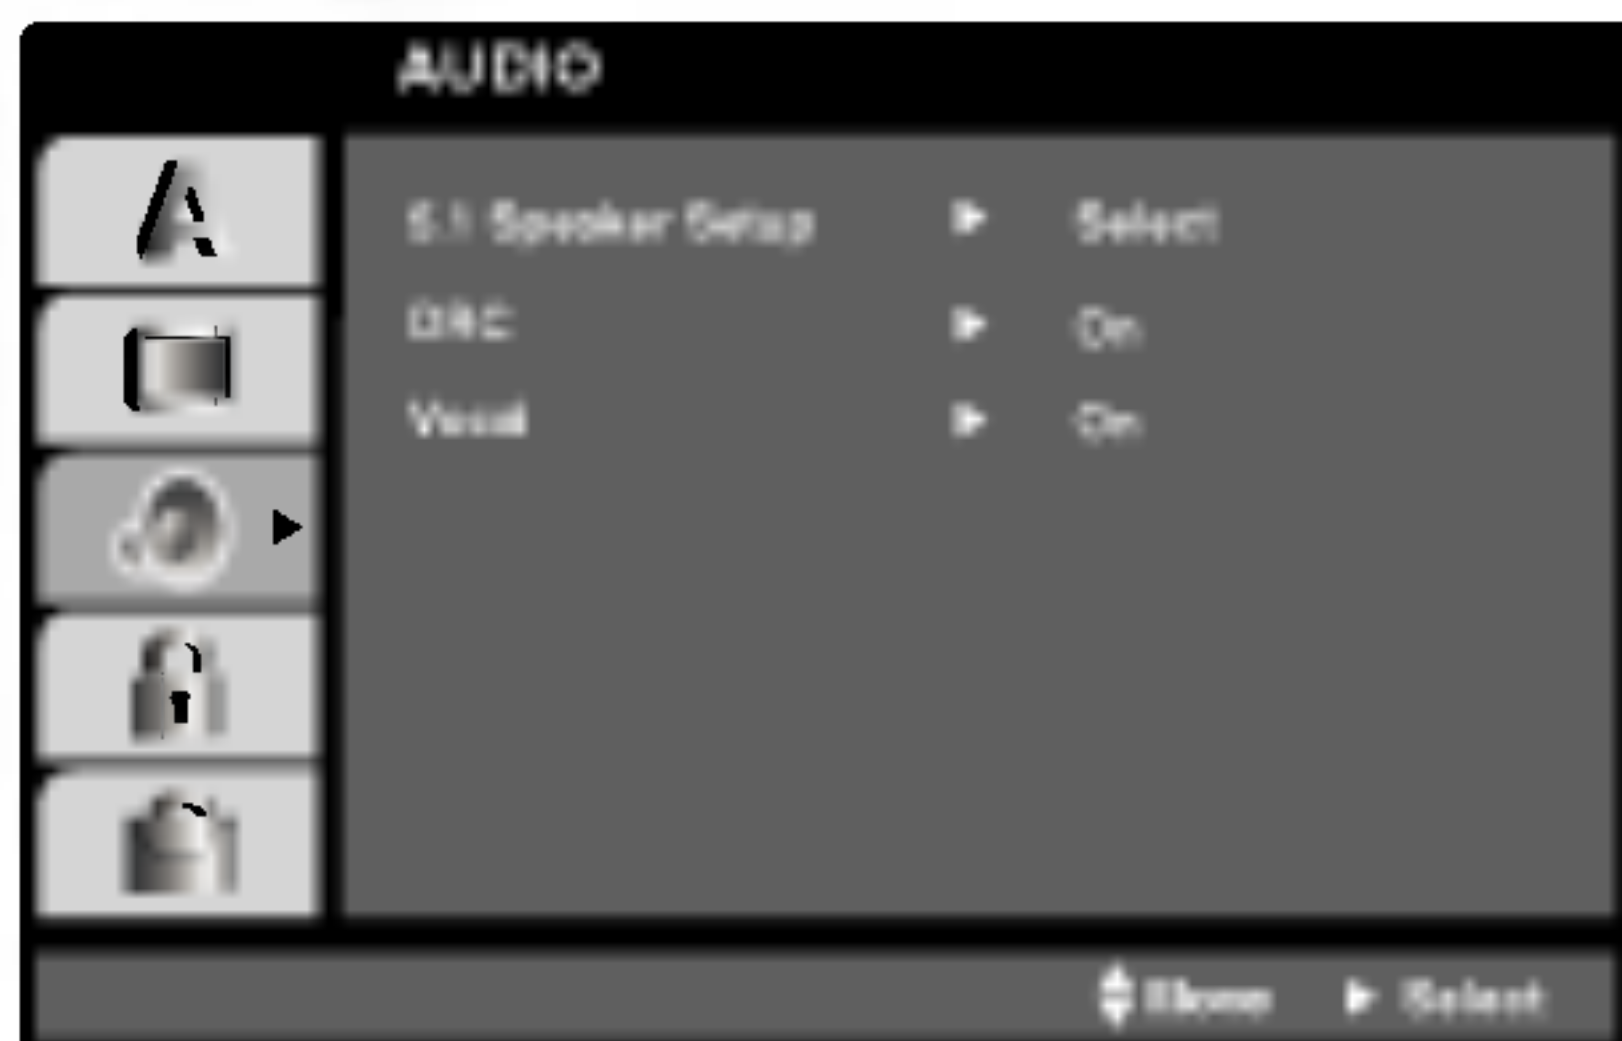 AUDIO
5.1 Speaker Setup ► Select
DRC ► On
Vocal ► On
Move ► Select